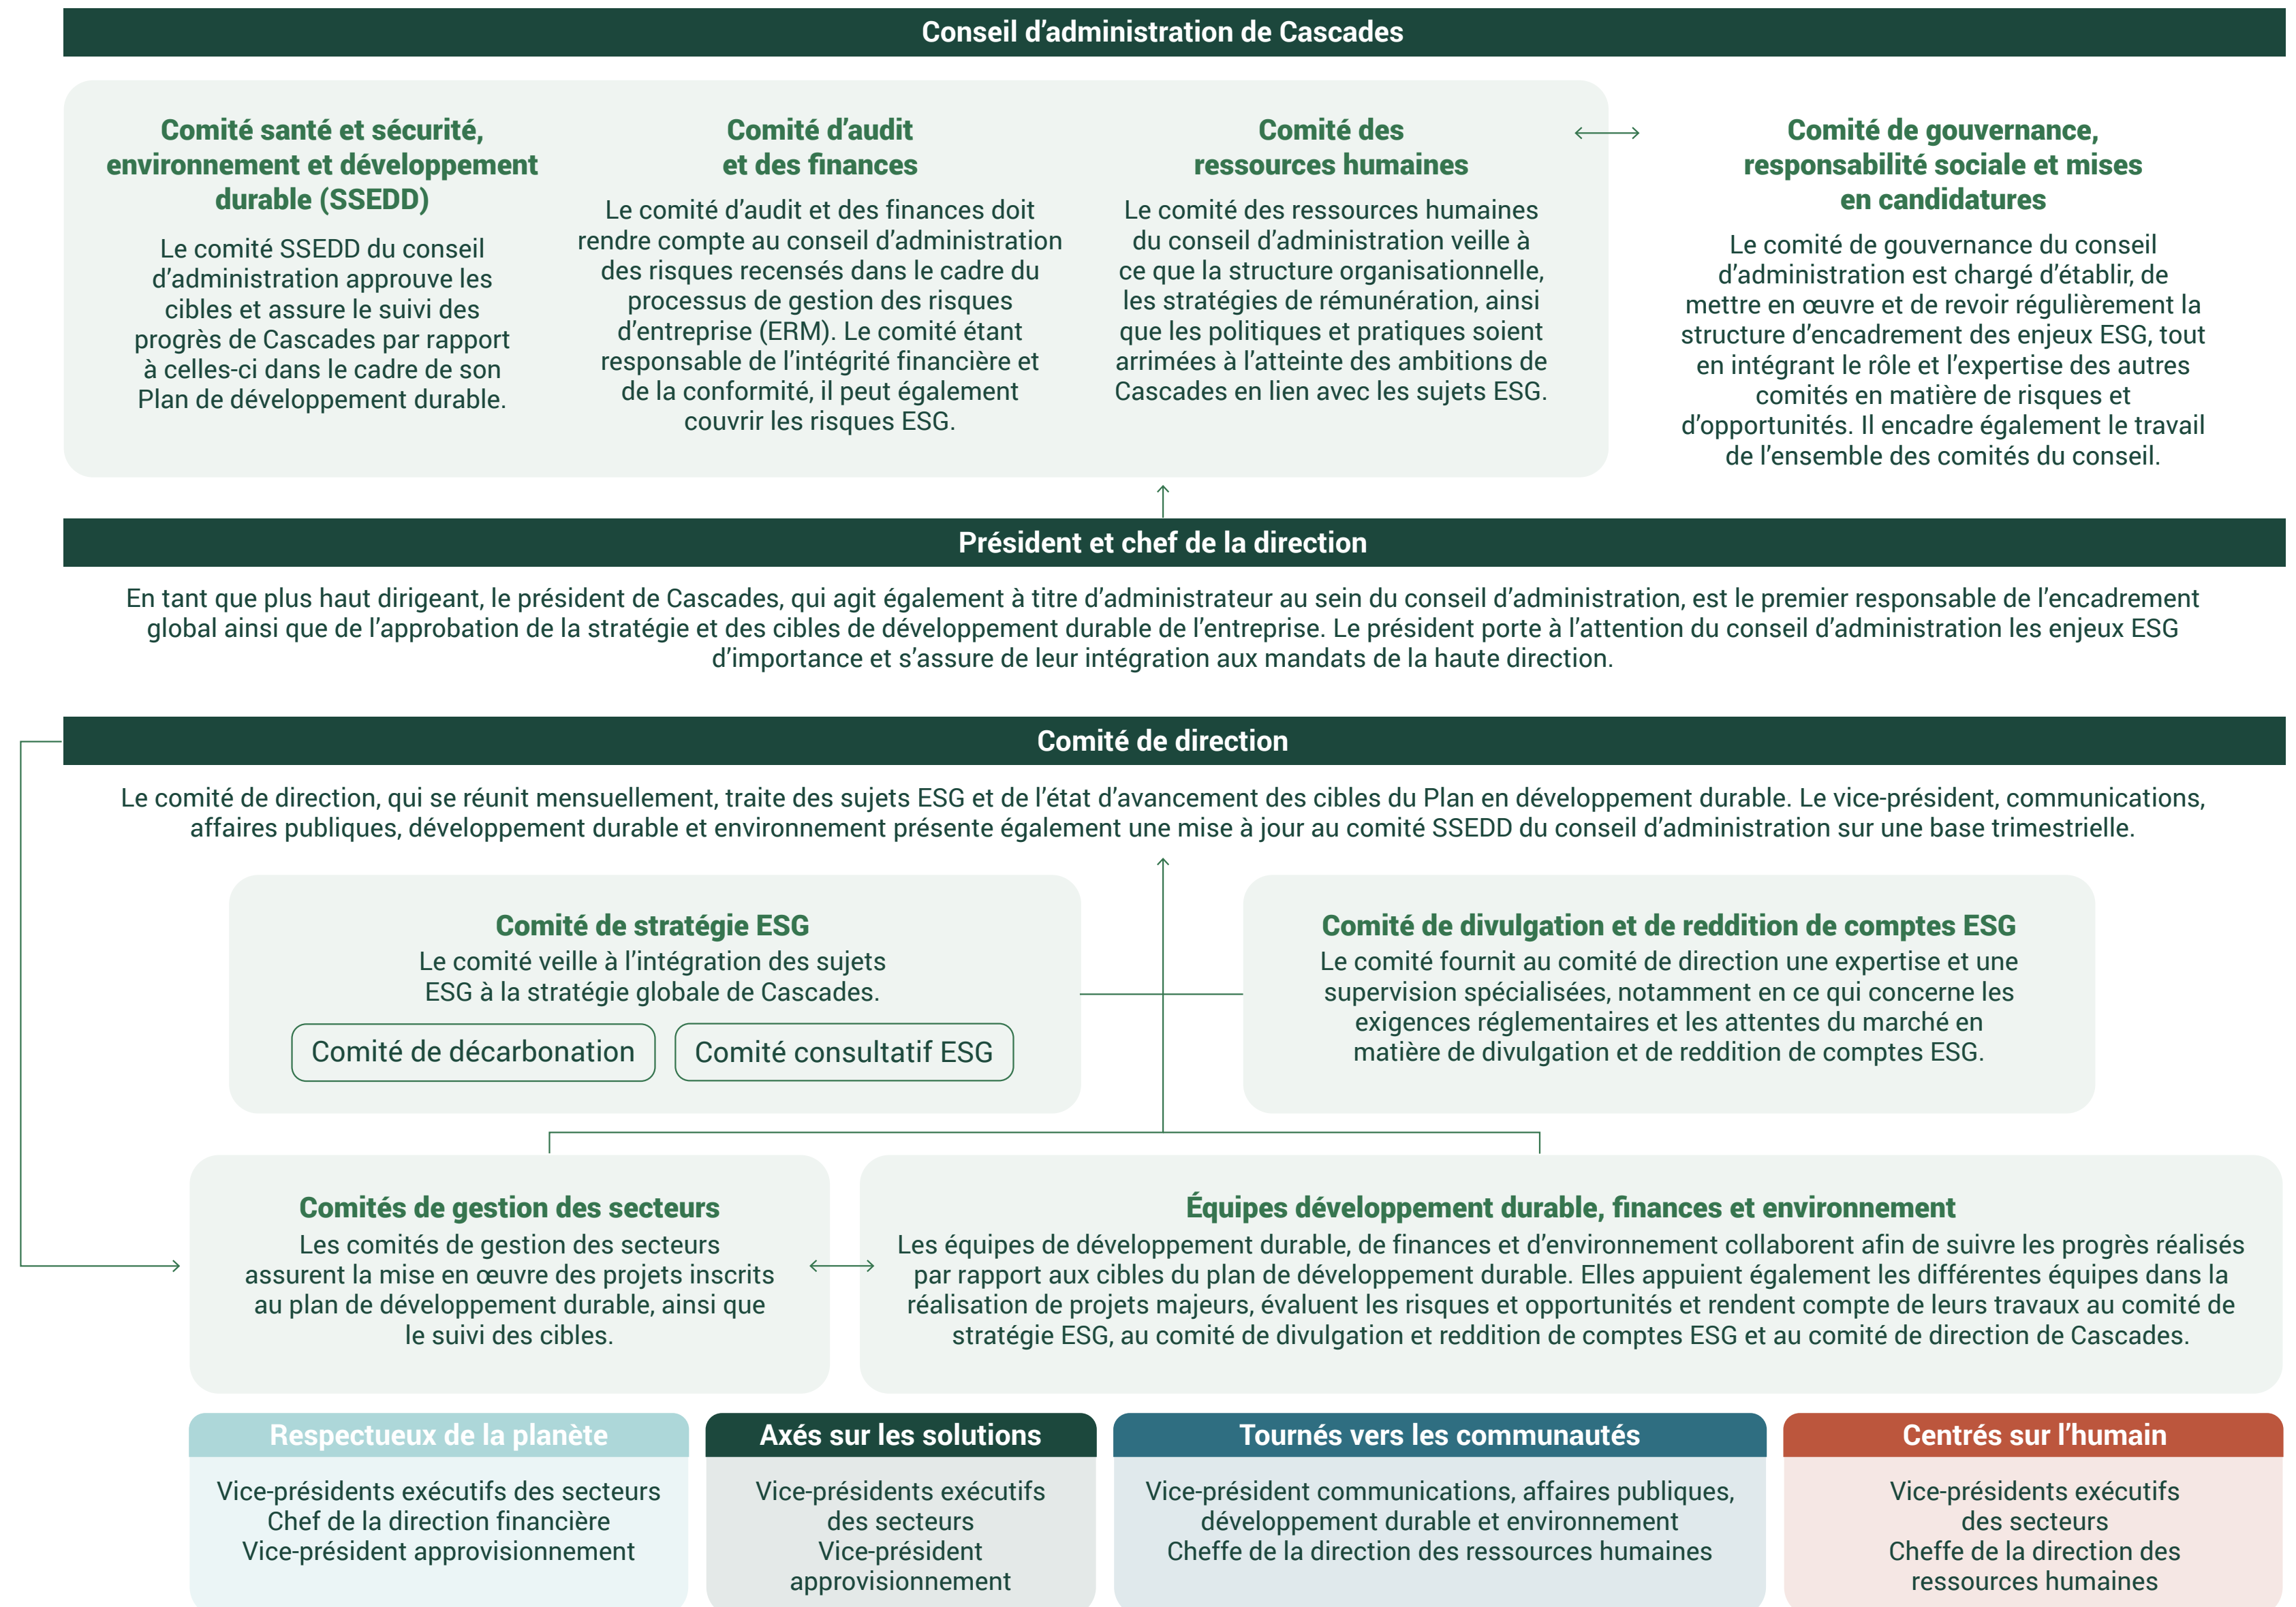 Conseil d’administration de Cascades
Comité santé et sécurité,
environnement et développement
durable (SSEDD)
Le comité SSEDD du conseil
d’administration approuve les
cibles et assure le suivi des
progrès de Cascades par rapport
à celles-ci dans le cadre de son
Plan de développement durable.
Comité d’audit
et des finances
Le comité d’audit et des finances doit
rendre compte au conseil d’administration
des risques recensés dans le cadre du
processus de gestion des risques
d’entreprise (ERM). Le comité étant
responsable de l’intégrité financière et
de la conformité, il peut également
couvrir les risques ESG.
Comité des
ressources humaines
Le comité des ressources humaines
du conseil d’administration veille à
ce que la structure organisationnelle,
les stratégies de rémunération, ainsi
que les politiques et pratiques soient
arrimées à l’atteinte des ambitions de
Cascades en lien avec les sujets ESG.
Comité de gouvernance,
responsabilité sociale et mises
en candidatures
Le comité de gouvernance du conseil
d’administration est chargé d’établir, de
mettre en œuvre et de revoir régulièrement la
structure d’encadrement des enjeux ESG, tout
en intégrant le rôle et l’expertise des autres
comités en matière de risques et
d’opportunités. Il encadre également le travail
de l’ensemble des comités du conseil.
Président et chef de la direction
En tant que plus haut dirigeant, le président de Cascades, qui agit également à titre d’administrateur au sein du conseil d’administration, est le premier responsable de l’encadrement
global ainsi que de l’approbation de la stratégie et des cibles de développement durable de l’entreprise. Le président porte à l’attention du conseil d’administration les enjeux ESG
d’importance et s’assure de leur intégration aux mandats de la haute direction.
Comité de direction
Le comité de direction, qui se réunit mensuellement, traite des sujets ESG et de l’état d’avancement des cibles du Plan en développement durable. Le vice-président, communications,
affaires publiques, développement durable et environnement présente également une mise à jour au comité SSEDD du conseil d’administration sur une base trimestrielle.
Comité de stratégie ESG
Le comité veille à l’intégration des sujets
ESG à la stratégie globale de Cascades.
Comité de décarbonation
Comité consultatif ESG
Comité de divulgation et de reddition de comptes ESG
Le comité fournit au comité de direction une expertise et une
supervision spécialisées, notamment en ce qui concerne les
exigences réglementaires et les attentes du marché en
matière de divulgation et de reddition de comptes ESG.
Comités de gestion des secteurs
Les comités de gestion des secteurs
assurent la mise en œuvre des projets inscrits
au plan de développement durable, ainsi que
le suivi des cibles.
Équipes développement durable, finances et environnement
Les équipes de développement durable, de finances et d’environnement collaborent afin de suivre les progrès réalisés
par rapport aux cibles du plan de développement durable. Elles appuient également les différentes équipes dans la
réalisation de projets majeurs, évaluent les risques et opportunités et rendent compte de leurs travaux au comité de
stratégie ESG, au comité de divulgation et reddition de comptes ESG et au comité de direction de Cascades.
Respectueux de la planète
Vice-présidents exécutifs des secteurs
Chef de la direction financière
Vice-président approvisionnement
Axés sur les solutions
Vice-présidents exécutifs
des secteurs
Vice-président
approvisionnement
Tournés vers les communautés
Vice-président communications, affaires publiques,
développement durable et environnement
Cheffe de la direction des ressources humaines
Centrés sur l’humain
Vice-présidents exécutifs
des secteurs
Cheffe de la direction des
ressources humaines